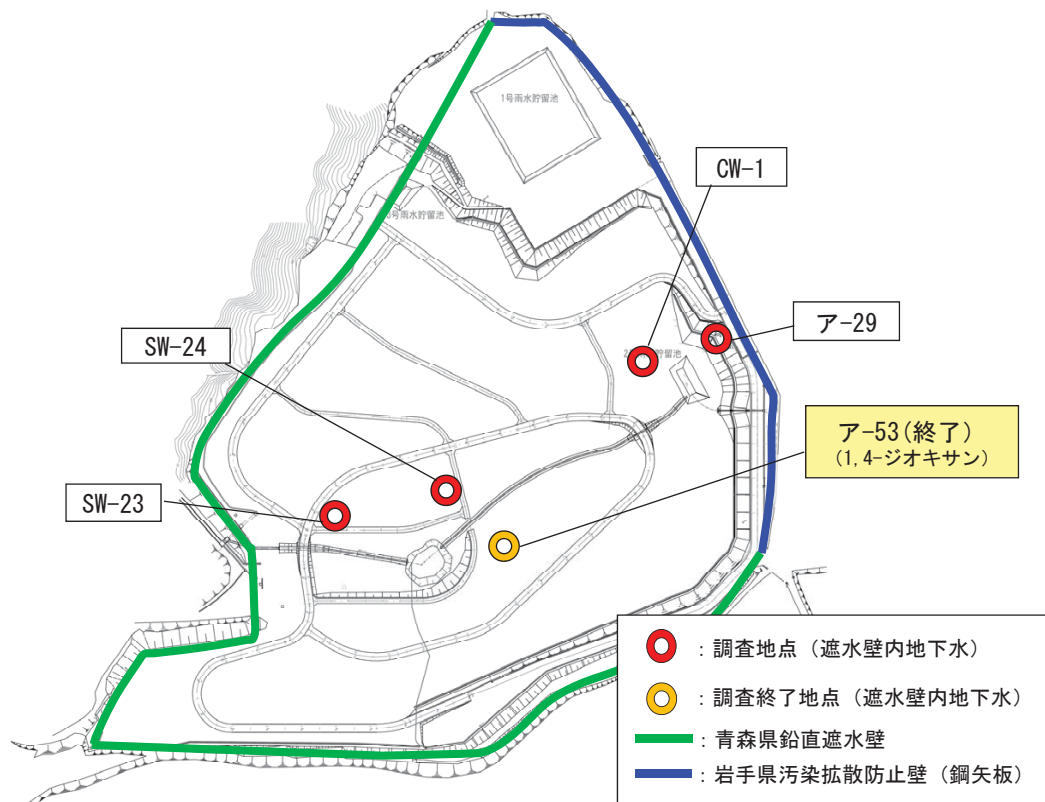 1号雨水貯留池
CW-1
号雨水貯留池
ア-29
SW-24
2
貯留池
ア-53(終了)
(1,4-ジオキサン)
SW-23
：調査地点（遮水壁内地下水）
：調査終了地点（遮水壁内地下水）
：青森県鉛直遮水壁
：岩手県汚染拡散防止壁（鋼矢板）